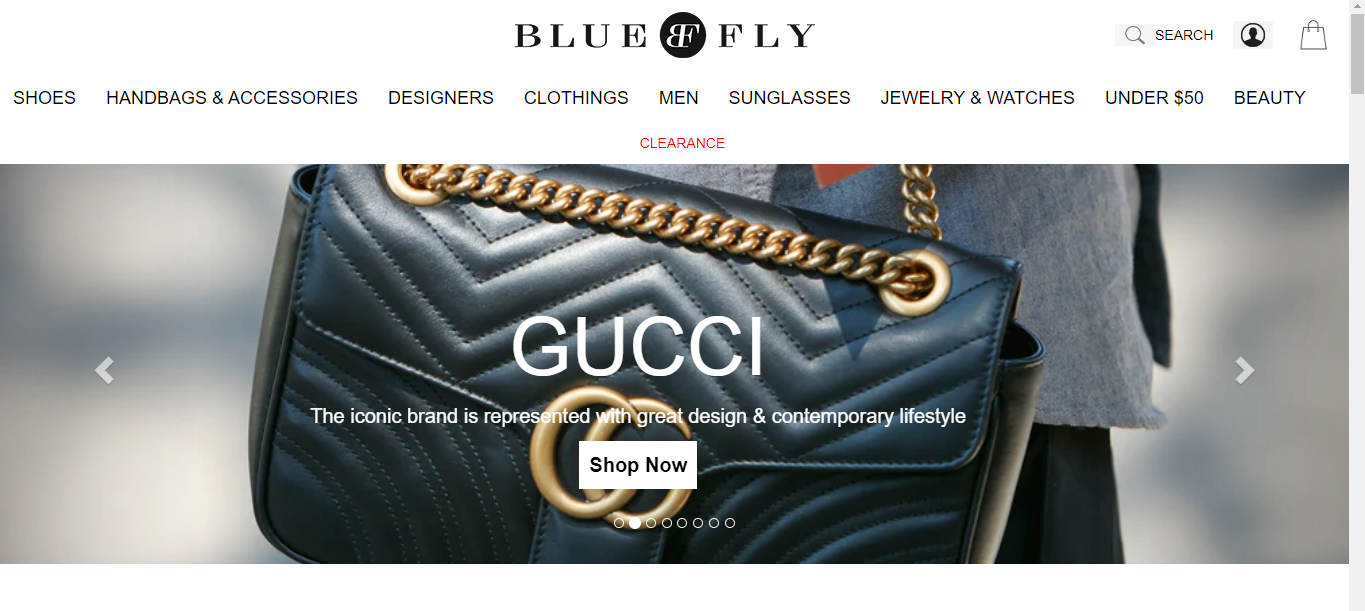 BLUE BF FLY
SEARCH
SHOES HANDBAGS & ACCESSORIES DESIGNERS CLOTHINGS MEN SUNGLASSES JEWELRY & WATCHES UNDER $50 BEAUTY
CLEARANCE
GUCCI
The iconic brand is represented with great design & contemporary lifestyle
Shop Now